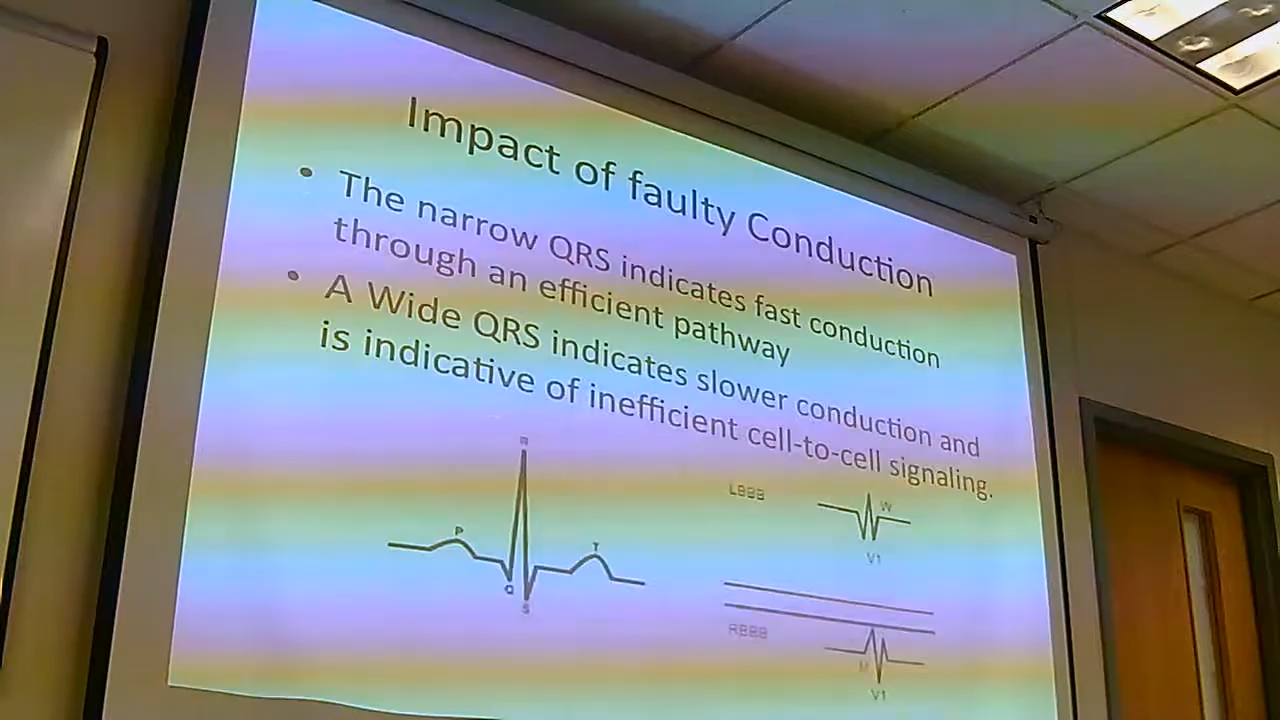 Impact of faulty Conduction
• The narrow QRS indicates fast conduction
through an efficient pathway
• A Wide QRS indicates slower conduction and
is indicative of inefficient cell-to-cell signaling.
R
P
T
Q
S
LBBB
W
V1
RBBB
M
V1